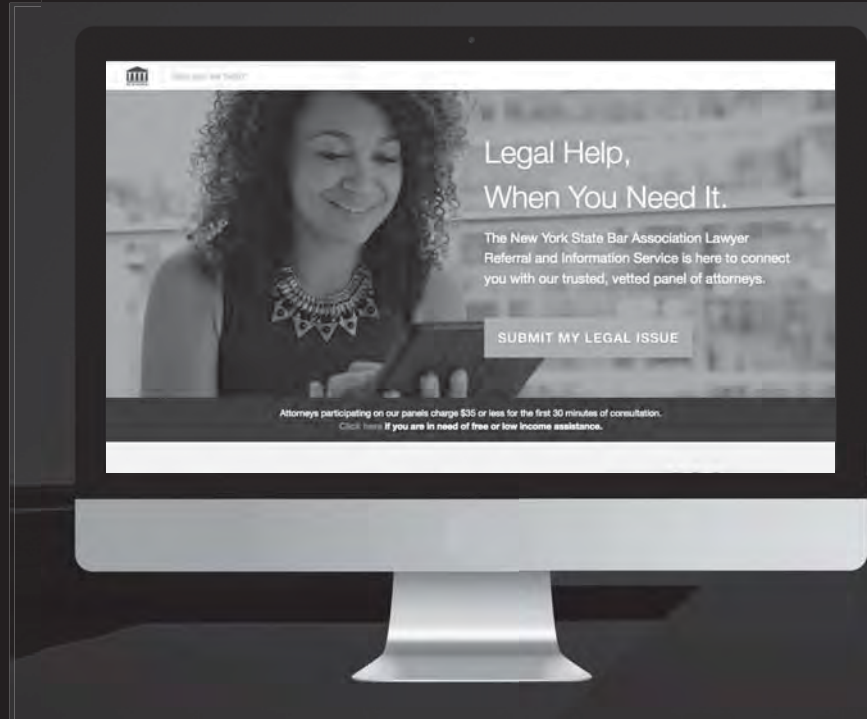 Legal Help,
When You Need It.
The New York State Bar Association Lawyer
Referral and Information Service is here to connect
you with our trusted, vetted panel of attorneys.
SUBMIT MY LEGAL ISSUE
Attorneys participating on our panels charge $35 or less for the first 30 minutes of consultation.
Click here if you are in need of free or low income assistance.